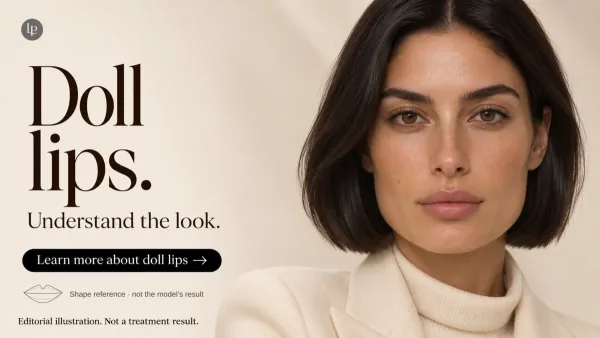 lp
Doll
lips.
Understand the look.
Learn more about doll lips →
Shape reference - not the model's result
Editorial illustration. Not a treatment result.